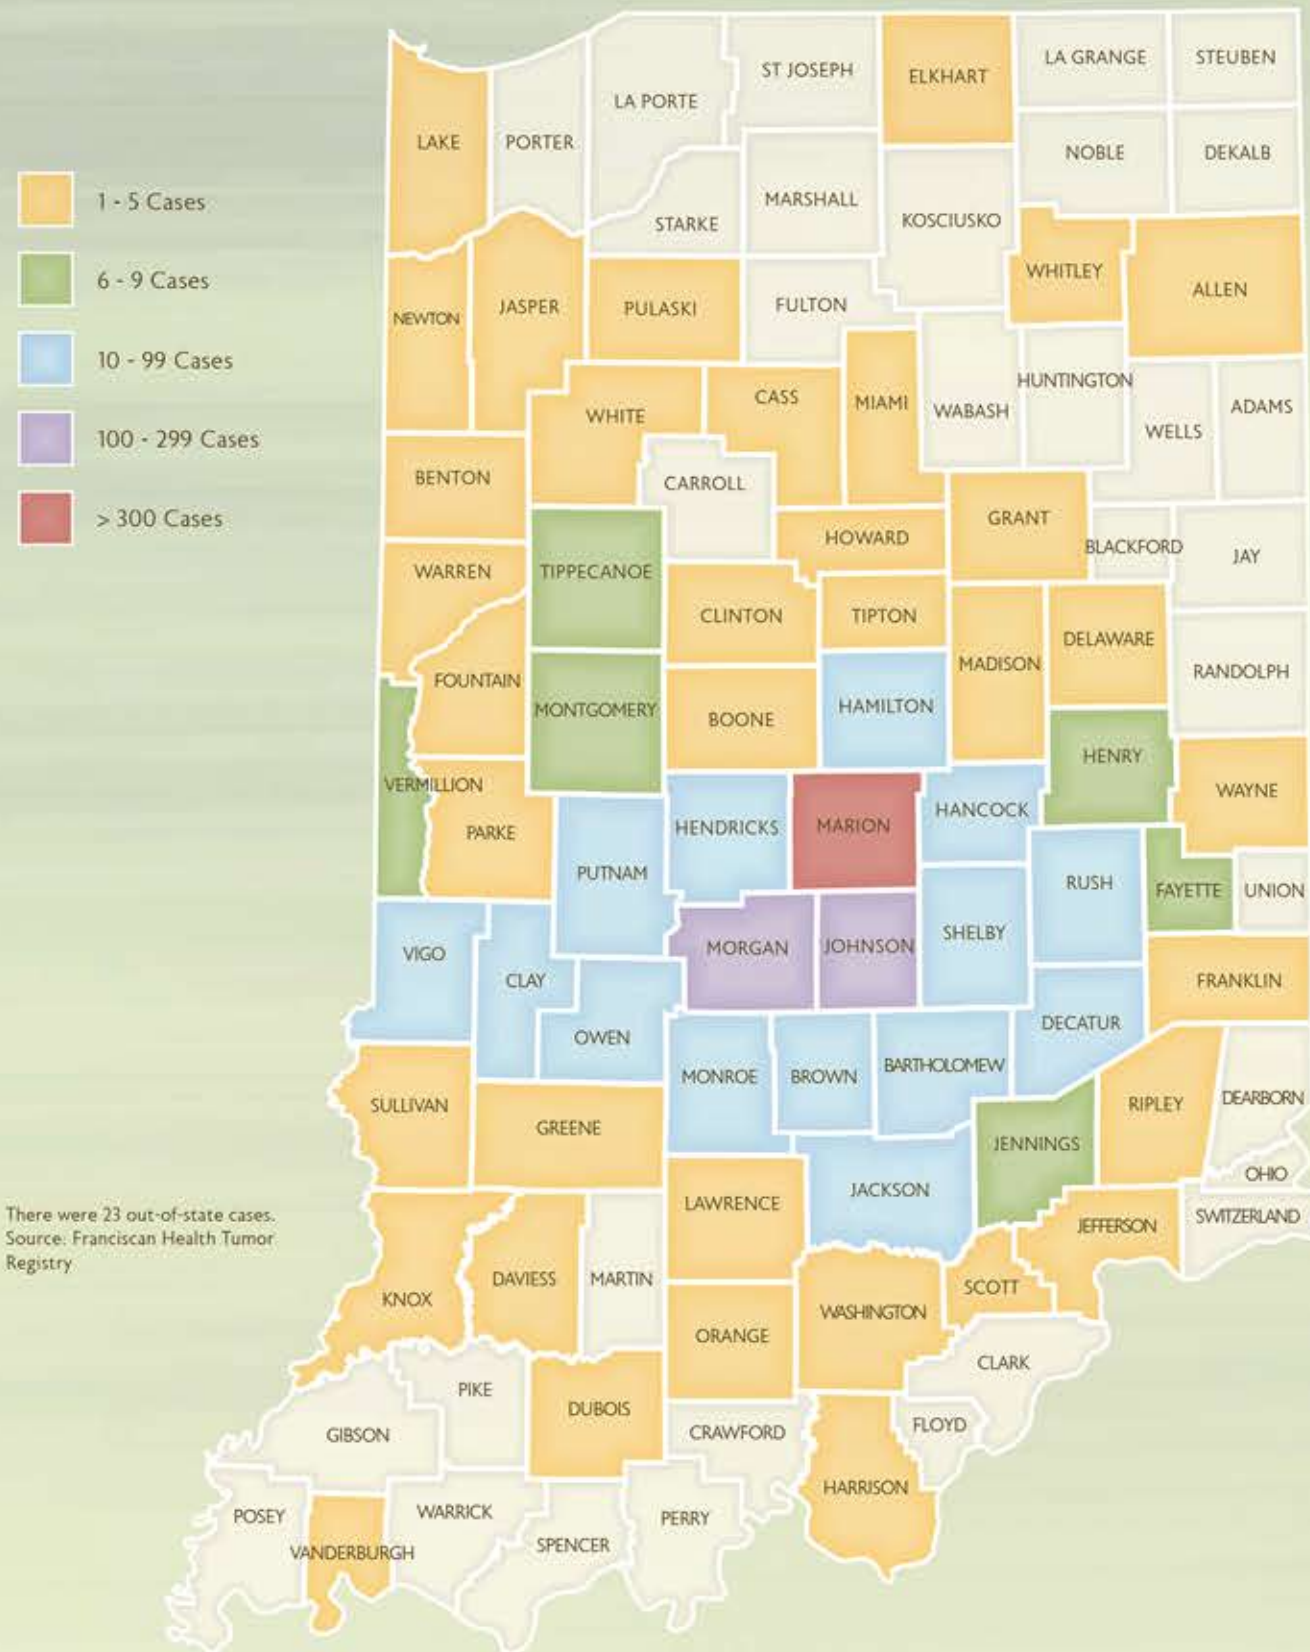 ST JOSEPH
ELKHART
LA GRANGE
STEUBEN
LA PORTE
LAKE
PORTER
NOBLE
DEKALB
1 - 5 Cases
MARSHALL
STARKE
KOSCIUSKO
6 - 9 Cases
WHITLEY
ALLEN
NEWTON
JASPER
PULASKI
FULTON
10 - 99 Cases
HUNTINGTON
WHITE
CASS
MIAMI
WABASH
ADAMS
WELLS
100 - 299 Cases
BENTON
CARROLL
> 300 Cases
GRANT
HOWARD
BLACKFORD
JAY
WARREN
TIPPECANOE
CLINTON
TIPTON
DELAWARE
MADISON
RANDOLPH
FOUNTAIN
MONTGOMERY
BOONE
HAMILTON
HENRY
VERMILLION
WAYNE
PARKE
HENDRICKS
MARION
HANCOCK
PUTNAM
RUSH
FAYETTE
UNION
VIGO
CLAY
MORGAN
JOHNSON
SHELBY
FRANKLIN
OWEN
DECATUR
MONROE
BROWN
BARTHOLOMEW
SULLIVAN
GREENE
RIPLEY
DEARBORN
JENNINGS
OHIO
LAWRENCE
JACKSON
JEFFERSON
SWITZERLAND
There were 23 out-of-state cases.
Source: Franciscan Health Tumor
Registry
KNOX
DAVIESS
MARTIN
SCOTT
ORANGE
WASHINGTON
CLARK
PIKE
DUBOIS
GIBSON
CRAWFORD
FLOYD
HARRISON
POSEY
WARRICK
PERRY
VANDERBURGH
SPENCER